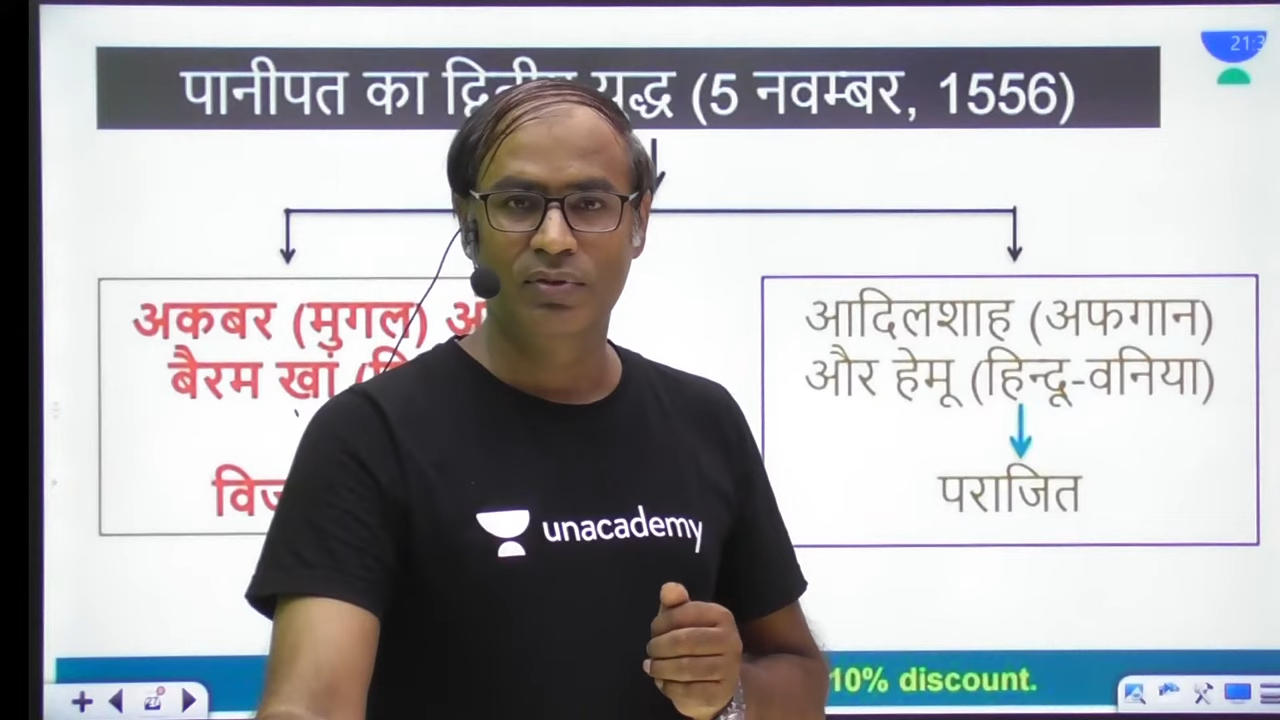 पानीपत का युद्ध (5 नवम्बर, 1556)
अकबर (मुगल)
बैरम खां
आदिलशाह (अफगान)
और हेमू (हिन्दू-वनिया)
पराजित
unacademy
10% discount.